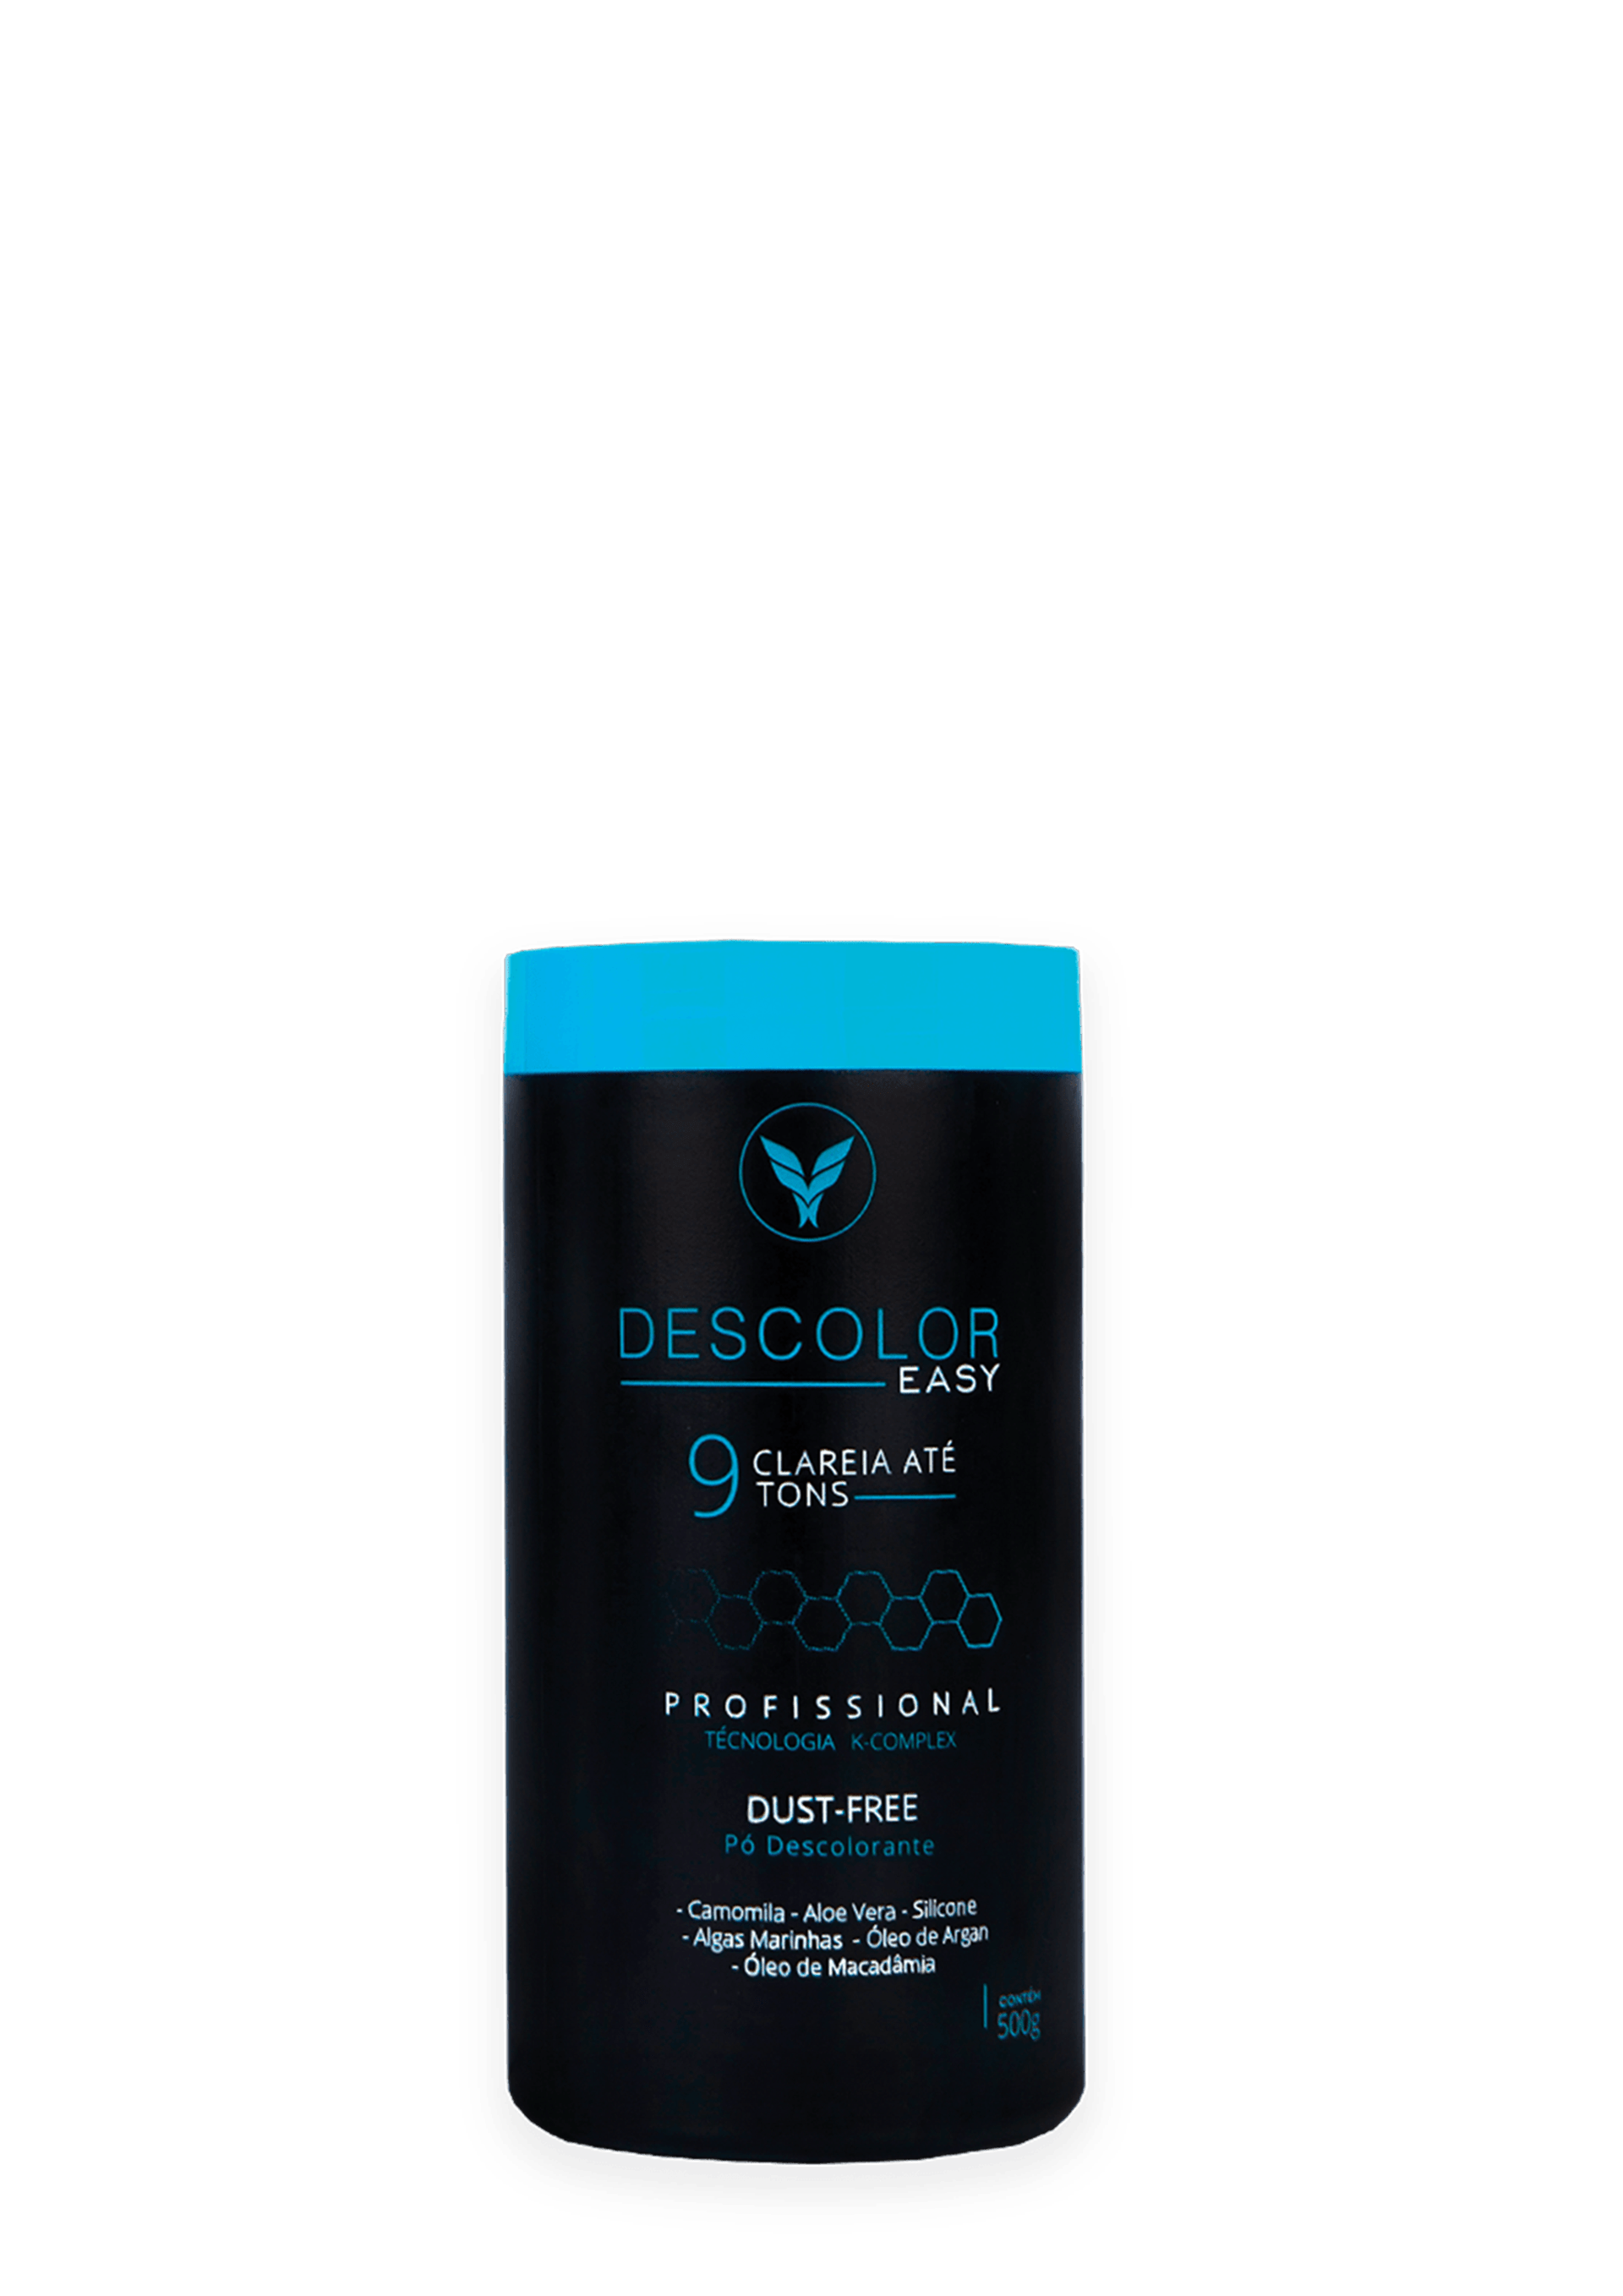 DESCOLOR
EASY
9 CLAREIA ATÉ
TONS
PROFISSIONAL
TÉCNOLOGIA K-COMPLEX
DUST-FREE
Pó Descolorante
- Camomila - Aloe Vera - Silicone
- Algas Marinhas - Óleo de Argan
- Óleo de Macadâmia
CONTÉM
500g